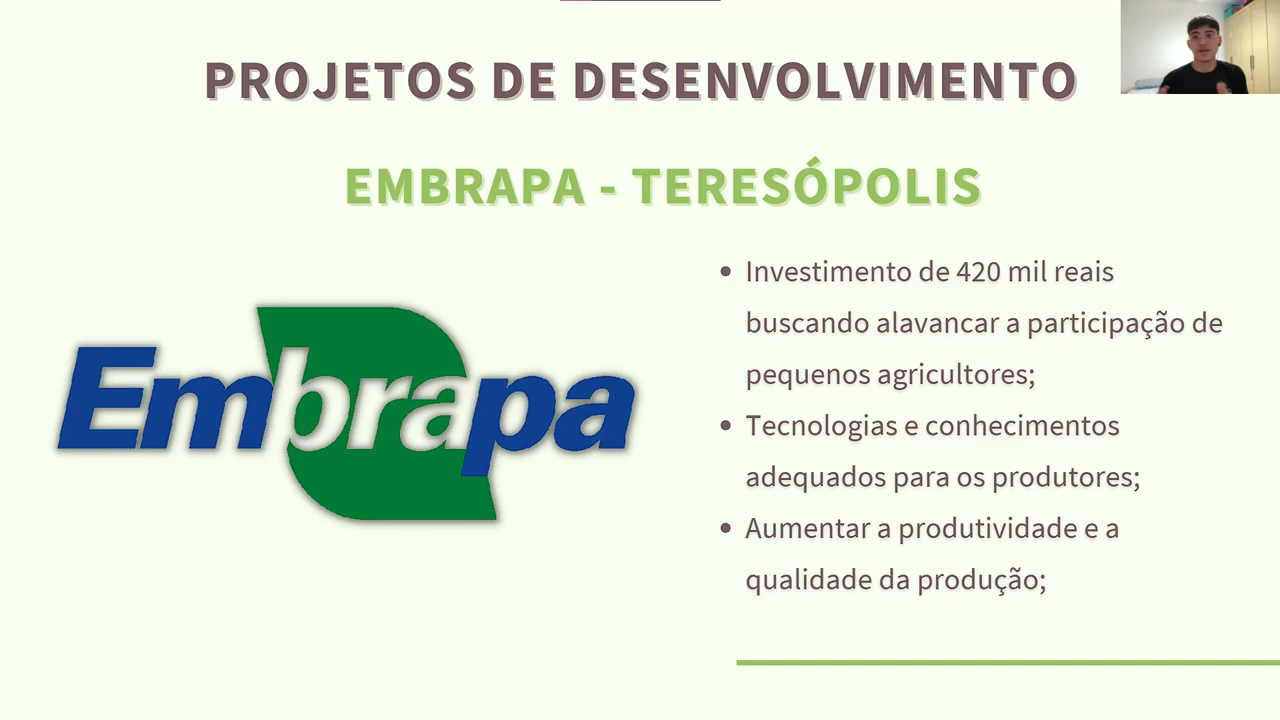 PROJETOS DE DESENVOLVIMENTO
EMBRAPA - TERESÓPOLIS
Embrapa
• Investimento de 420 mil reais
buscando alavancar a participação de
pequenos agricultores;
• Tecnologias e conhecimentos
adequados para os produtores;
• Aumentar a produtividade e a
qualidade da produção;